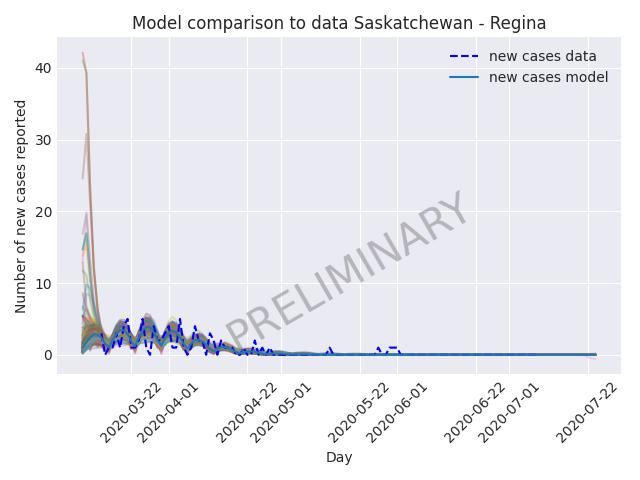 Model comparison to data Saskatchewan - Regina
new cases data
new cases model
Number of new cases reported
40
30
20
10
0
PRELIMINARY
2020-03-22
2020-04-01
2020-04-22
2020-05-01
2020-05-22
2020-06-01
2020-06-22
2020-07-01
2020-07-22
Day